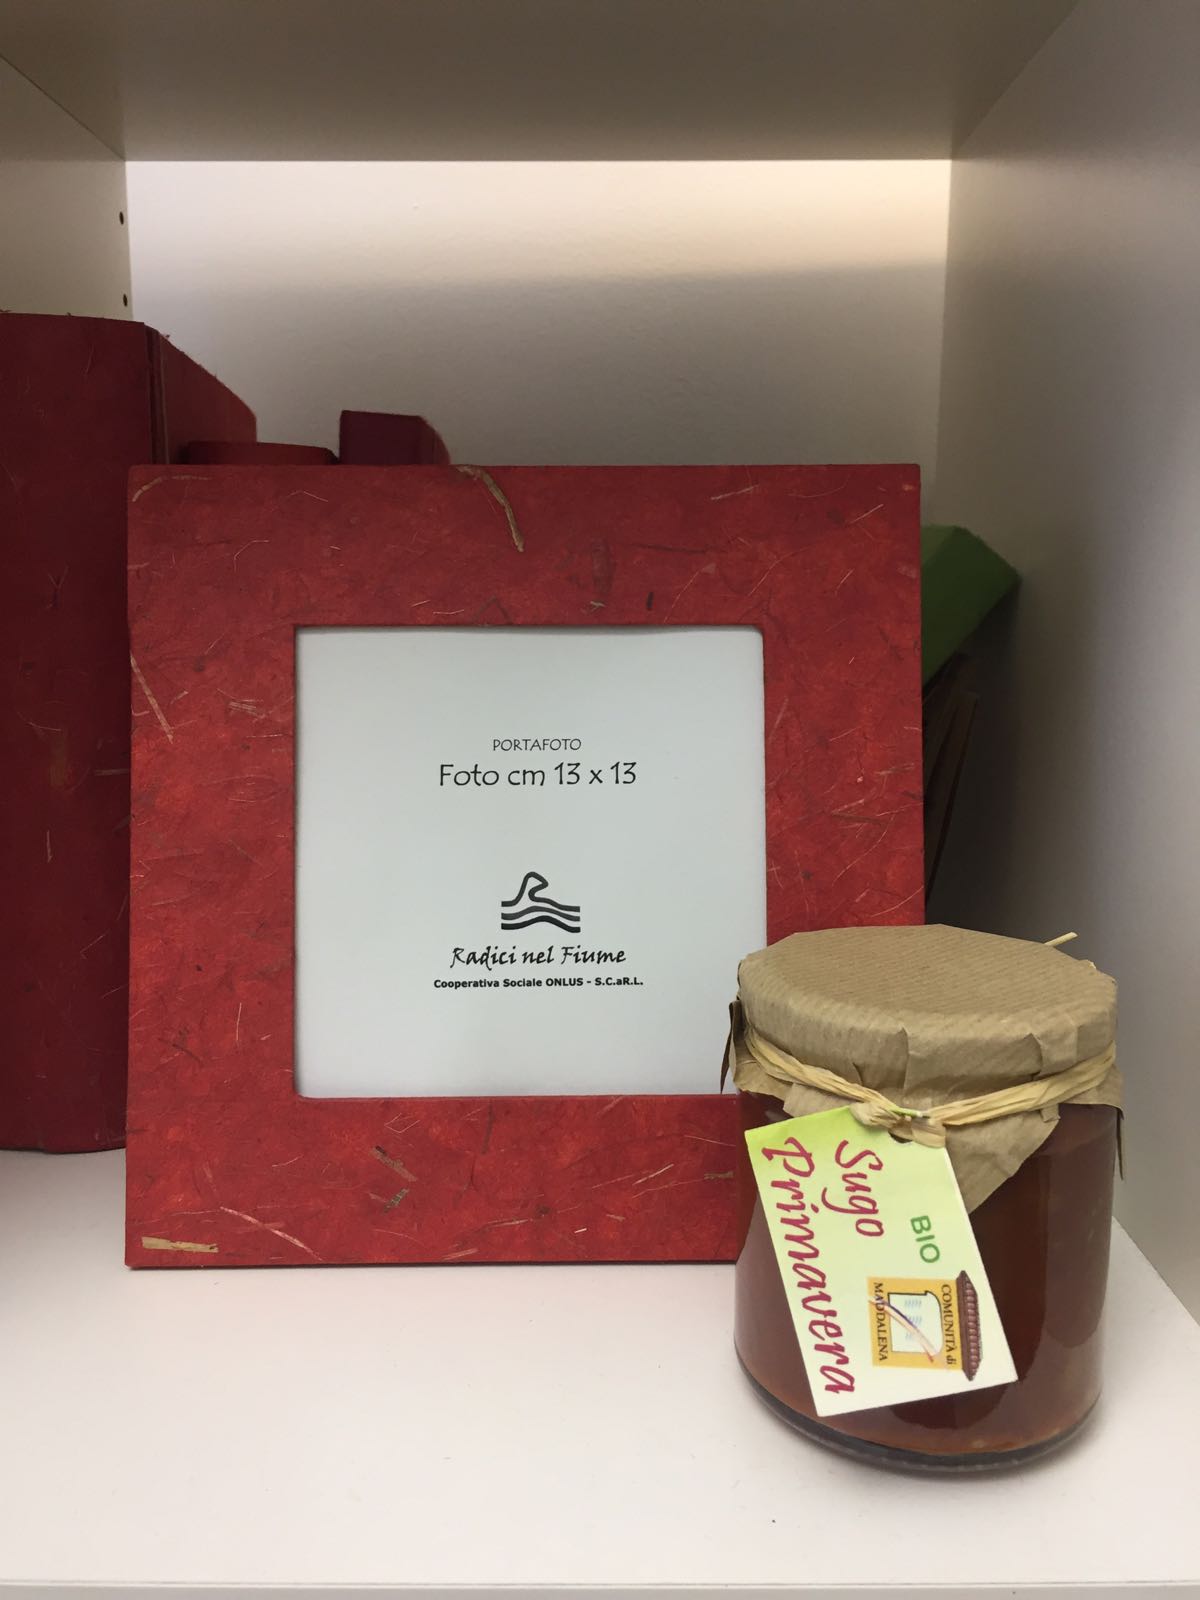 PORTAFOTO
Foto cm 13 x 13
Radici nel Fiume
Cooperativa Sociale ONLUS - S.C.aR.L.
Sugo
Primavera
BIO
COMUNITÀ di
MADDALENA